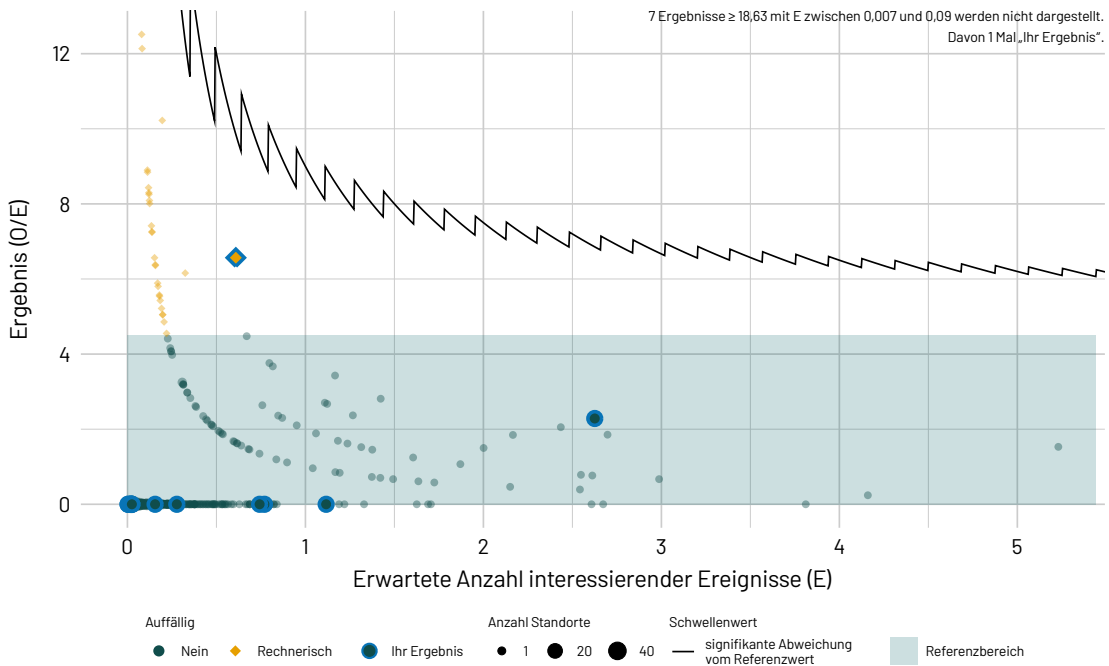 7 Ergebnisse ≥ 18,63 mit E zwischen 0,007 und 0,09 werden nicht dargestellt.
Davon 1 Mal „Ihr Ergebnis“.
Ergebnis (O/E)
12
8
4
0
0
1
2
3
4
5
Erwartete Anzahl interessierender Ereignisse (E)
Auffällig
Nein
Rechnerisch
Ihr Ergebnis
Anzahl Standorte
1
20
40
Schwellenwert
signifikante Abweichung
vom Referenzwert
Referenzbereich